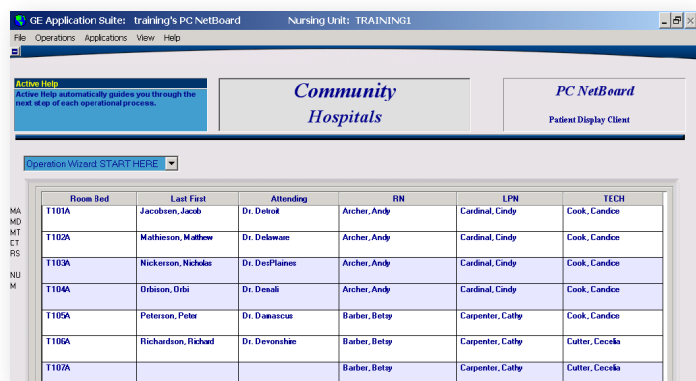 GE Application Suite: training's PC NetBoard Nursing Unit: TRAINING1
File Operations Applications View Help
Active Help
Active Help automatically guides you through the
next step of each operational process.
Community
Hospitals
PC NetBoard
Patient Display Client
Operation Wizard: START HERE
Room Bed Last First Attending RN LPN TECH
T101A Jacobsen, Jacob Dr. Detroit Archer, Andy Cardinal, Cindy Cook, Candice
T102A Mathieson, Matthew Dr. Delaware Archer, Andy Cardinal, Cindy Cook, Candice
T103A Nickerson, Nicholas Dr. DesPlaines Archer, Andy Cardinal, Cindy Cook, Candice
T104A Orbison, Orbi Dr. Denali Archer, Andy Cardinal, Cindy Cook, Candice
T105A Peterson, Peter Dr. Damascus Barber, Betsy Carpenter, Cathy Cook, Candice
T106A Richardson, Richard Dr. Devonshire Barber, Betsy Carpenter, Cathy Cutter, Cecelia
T107A Barber, Betsy Carpenter, Cathy Cutter, Cecelia
MA
MD
MT
CT
RS
NU
M